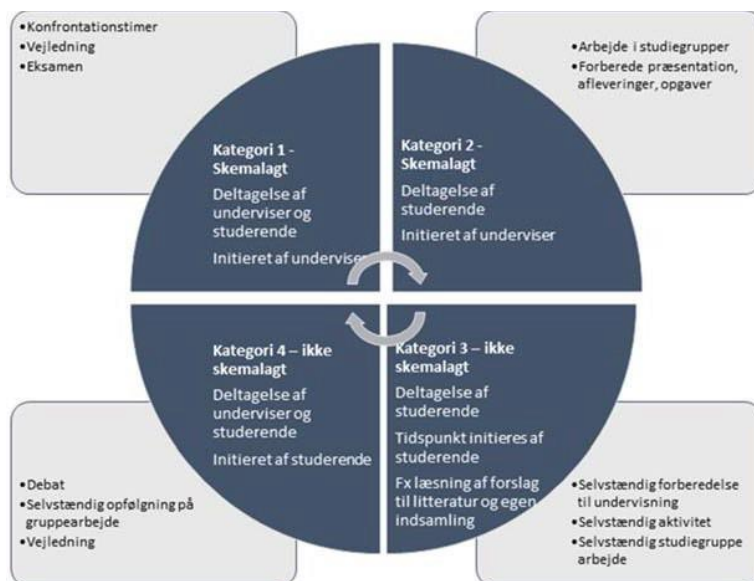 •Konfrontationstimer
•Vejledning
•Eksamen
•Arbejde i studiegrupper
•Forberede præsentation,
afleveringer, opgaver
Kategori 1 -
Skemalagt
Deltagelse af
underviser og
studerende
Initieret af underviser
Kategori 2 -
Skemalagt
Deltagelse af
studerende
Initieret af underviser
Kategori 4 – ikke
skemalagt
Deltagelse af
underviser og
studerende
Initieret af studerende
Kategori 3 – ikke
skemalagt
Deltagelse af
studerende
Tidspunkt initieres af
studerende
Fx læsning af forslag
til litteratur og egen
indsamling
•Debat
•Selvstændig opfølgning på
gruppearbejde
•Vejledning
•Selvstændig forberedelse
til undervisning
•Selvstændig aktivitet
•Selvstændig studiegruppe
arbejde